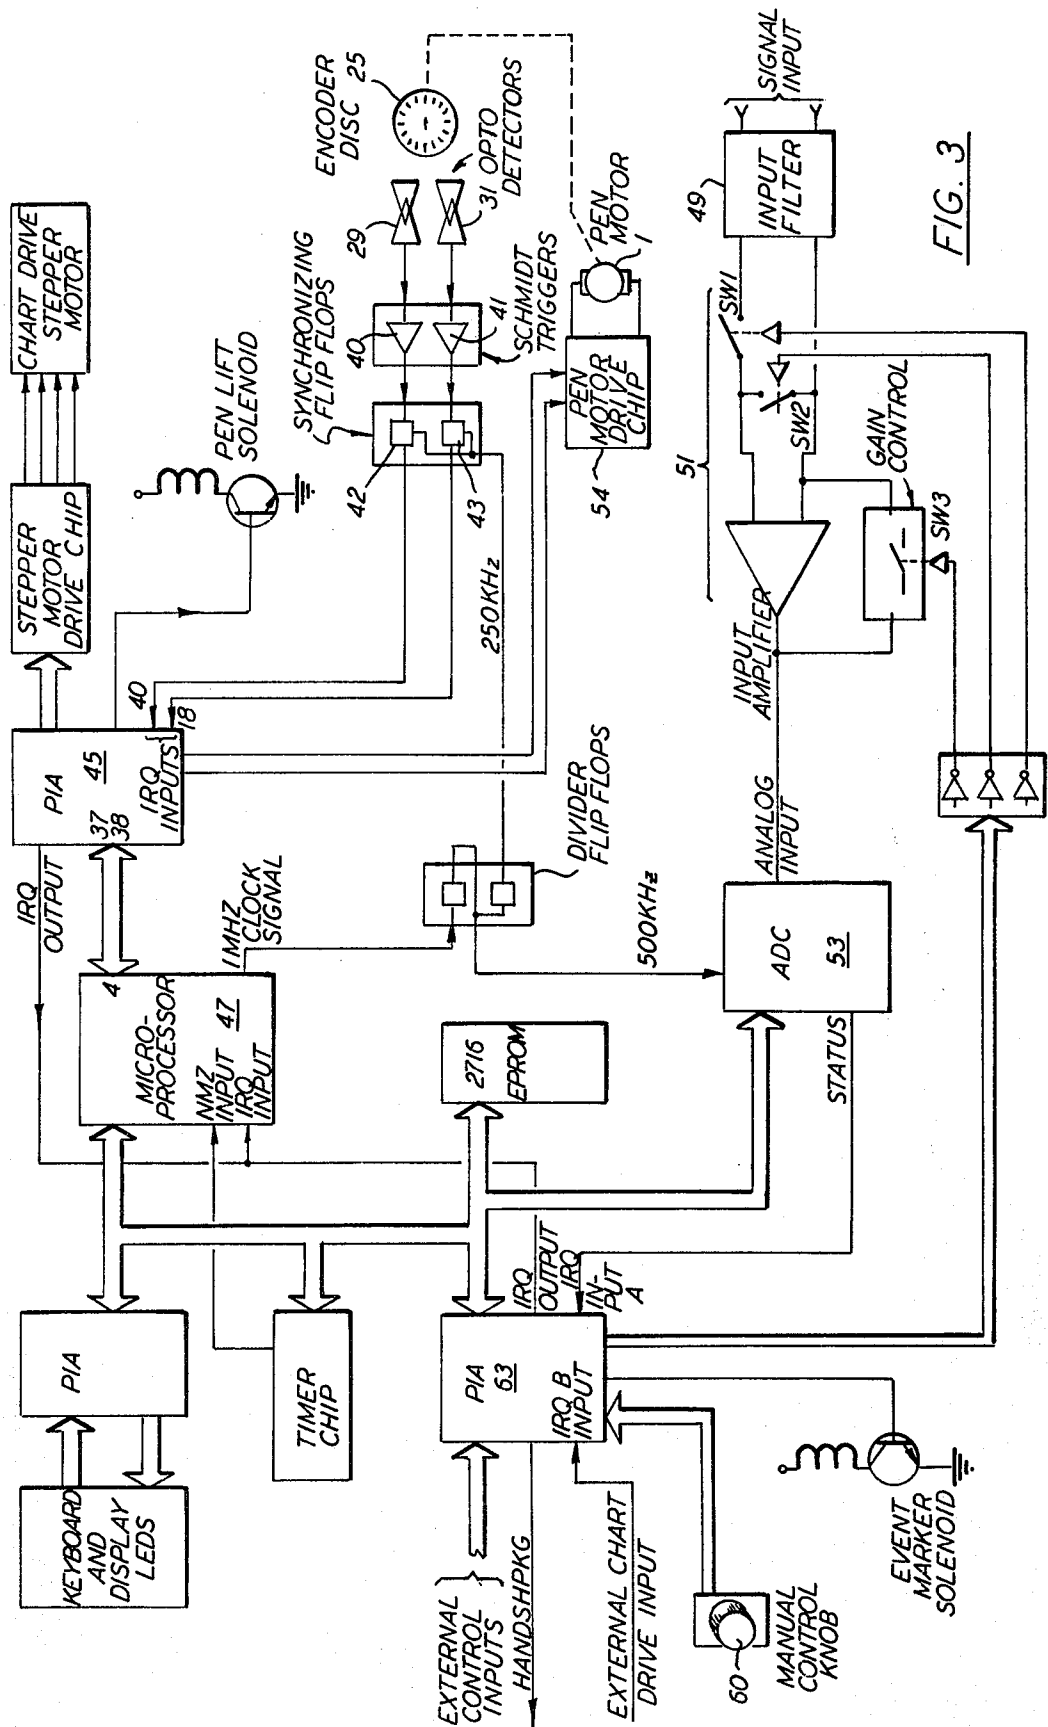 KEYBOARD
AND
DISPLAY
LEDS
PIA
4
MICRO-
PROCESSOR
NMZ
INPUT 47
IRQ
INPUT
IRQ
OUTPUT
PIA
37
38
45
IRQ
INPUTS
40
18
STEPPER
MOTOR
DRIVE CHIP
CHART DRIVE
STEPPER
MOTOR
PEN LIFT
SOLENOID
TIMER
CHIP
1MHZ
CLOCK
SIGNAL
SYNCHRONIZING
FLIP FLOPS
42
43
40
41
29
31 OPTO
DETECTORS
ENCODER
DISC 25
SCHMIDT
TRIGGERS
250KHz
DIVIDER
FLIP FLOPS
500KHz
2716
EPROM
PEN
MOTOR
DRIVE
CHIP
54
PEN
MOTOR
1
EXTERNAL
CONTROL
INPUTS
HANDSHPKG
EXTERNAL CHART
DRIVE INPUT
PIA
63
IRQ B
INPUT
IRQ
OUTPUT
IRQ
IN-
PUT
A
STATUS
ADC
53
ANALOG
INPUT
INPUT
AMPLIFIER
51
SW1
SW2
49
INPUT
FILTER
SIGNAL
INPUT
GAIN
CONTROL
SW3
60
MANUAL
CONTROL
KNOB
EVENT
MARKER
SOLENOID
FIG. 3